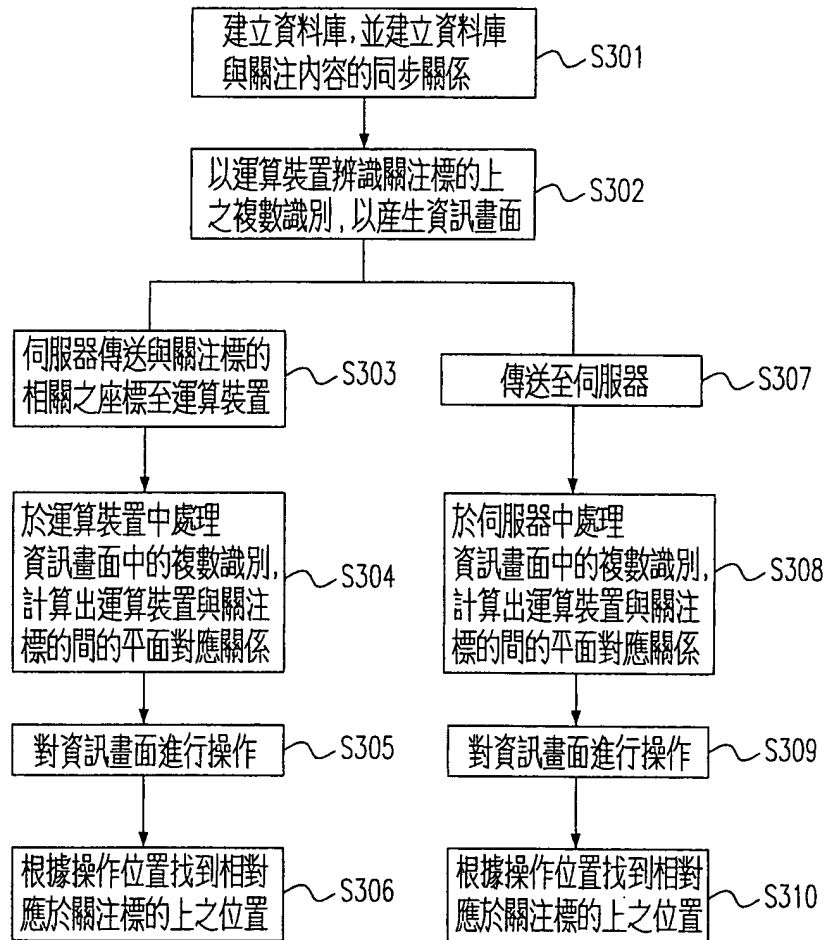 建立資料庫,並建立資料庫
與關注內容的同步關係
S301
以運算裝置辨識關注標的上
之複數識別,以產生資訊畫面
S302
伺服器傳送與關注標的
相關之座標至運算裝置
S303
於運算裝置中處理
資訊畫面中的複數識別,
計算出運算裝置與關注
標的間的平面對應關係
S304
對資訊畫面進行操作
S305
根據操作位置找到相對
應於關注標的上之位置
S306
傳送至伺服器
S307
於伺服器中處理
資訊畫面中的複數識別,
計算出運算裝置與關注
標的間的平面對應關係
S308
對資訊畫面進行操作
S309
根據操作位置找到相對
應於關注標的上之位置
S310